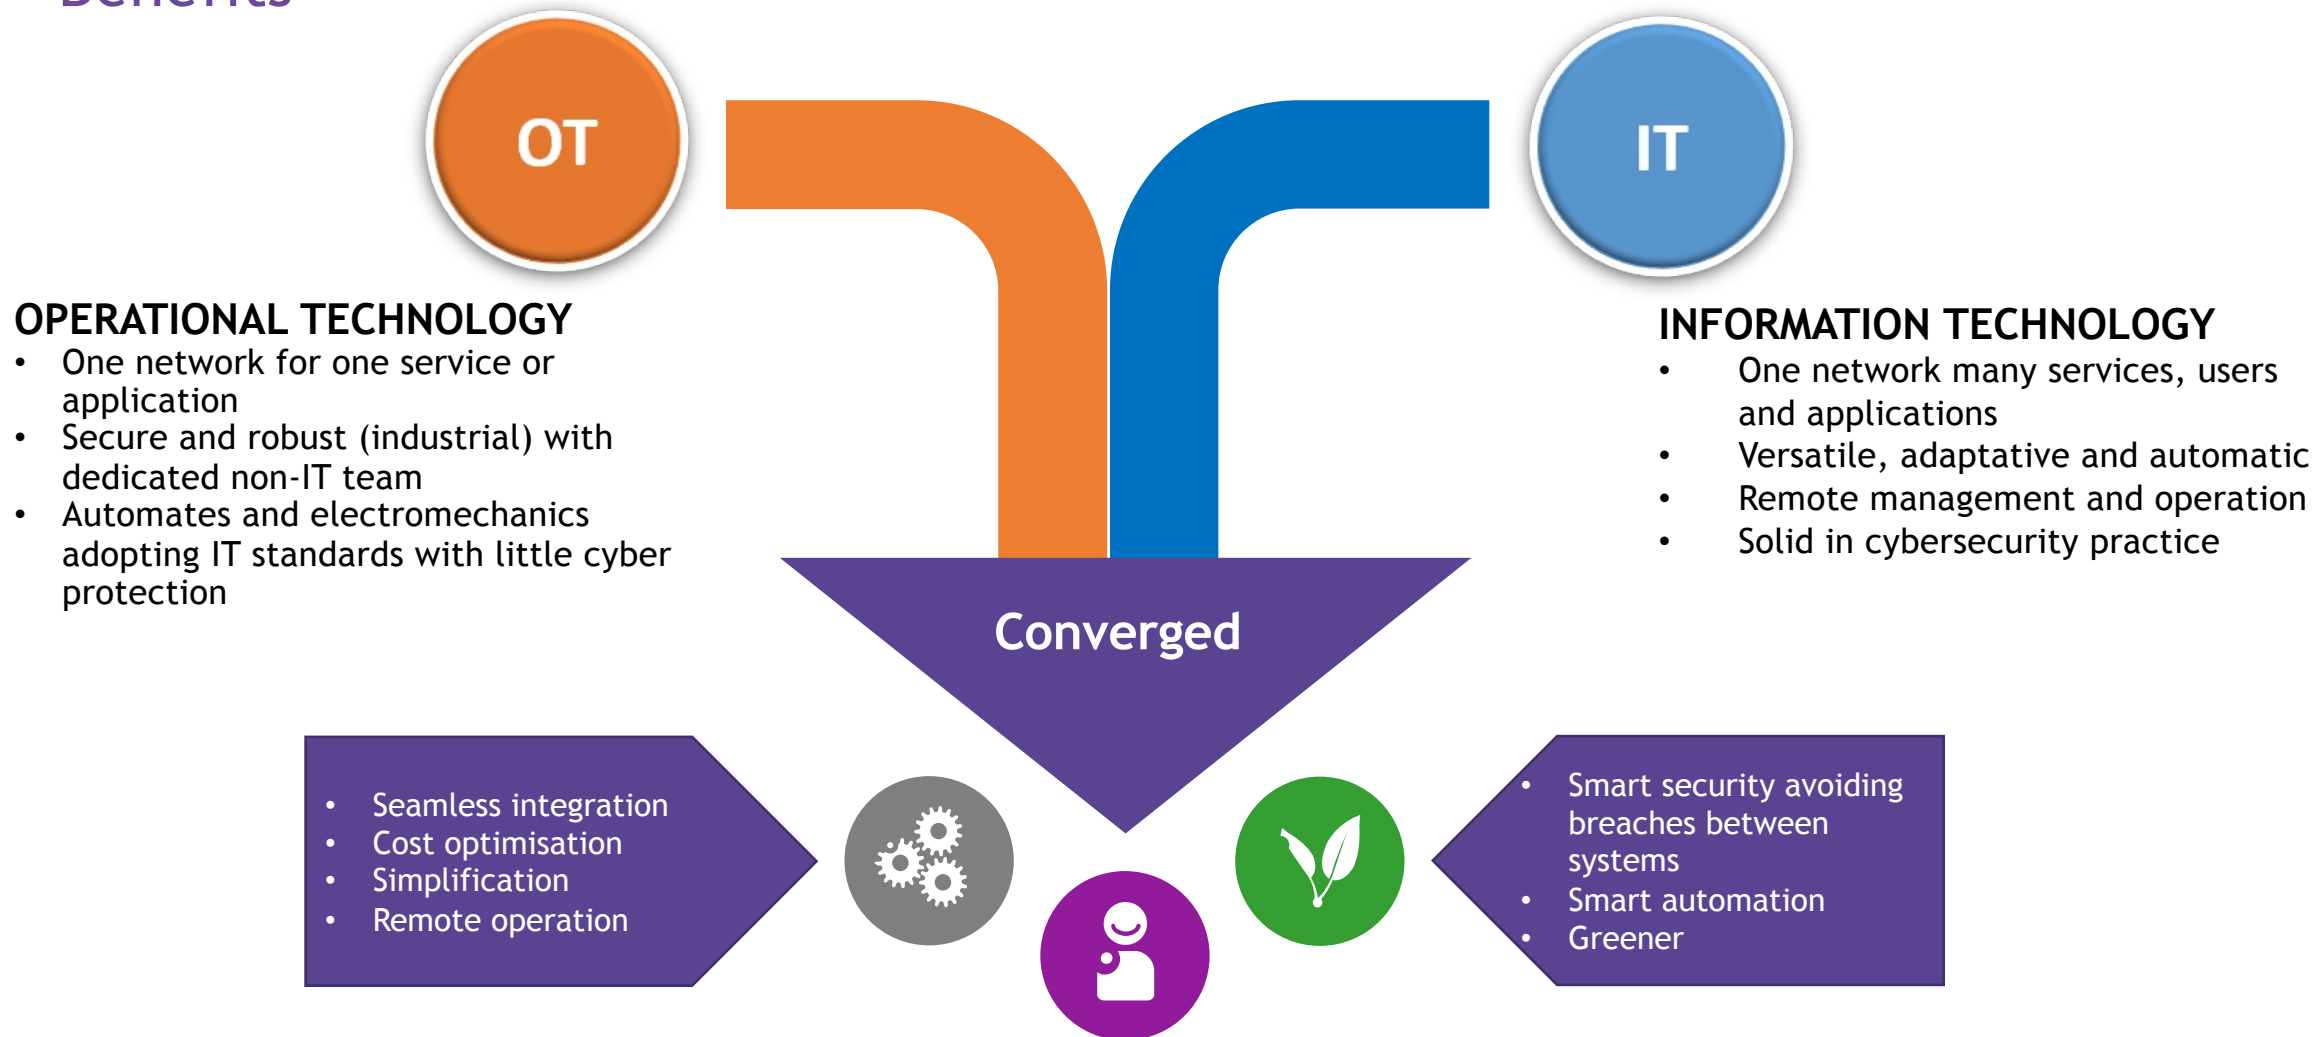 Benefits
OT
IT
OPERATIONAL TECHNOLOGY
• One network for one service or
application
• Secure and robust (industrial) with
dedicated non-IT team
• Automates and electromechanics
adopting IT standards with little cyber
protection
INFORMATION TECHNOLOGY
• One network many services, users
and applications
• Versatile, adaptative and automatic
• Remote management and operation
• Solid in cybersecurity practice
Converged
• Seamless integration
• Cost optimisation
• Simplification
• Remote operation
• Smart security avoiding
breaches between
systems
• Smart automation
• Greener